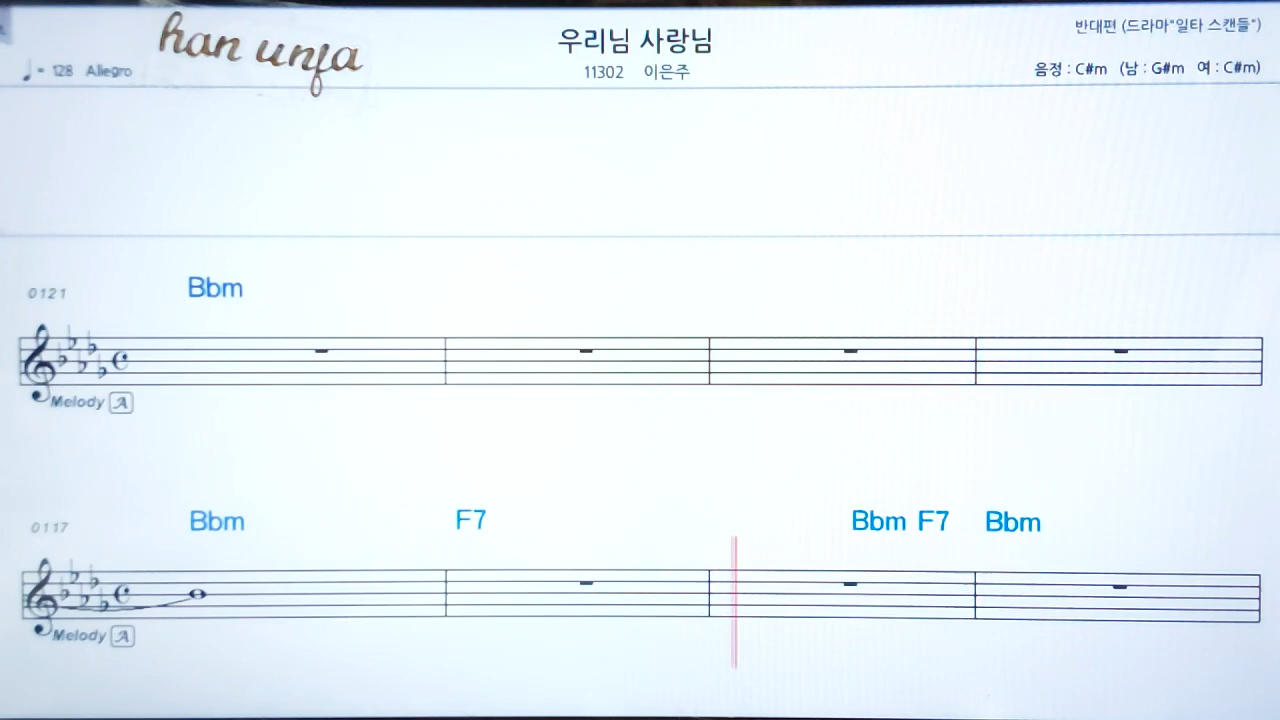 han unfa
우리님 사랑님
반대편 (드라마"일타 스캔들")
♩= 128 Allegro
11302 이은주
음정 : C#m (남 : G#m 여 : C#m)
0121
Bbm
Melody A
0117
Bbm F7 Bbm F7 Bbm
Melody A